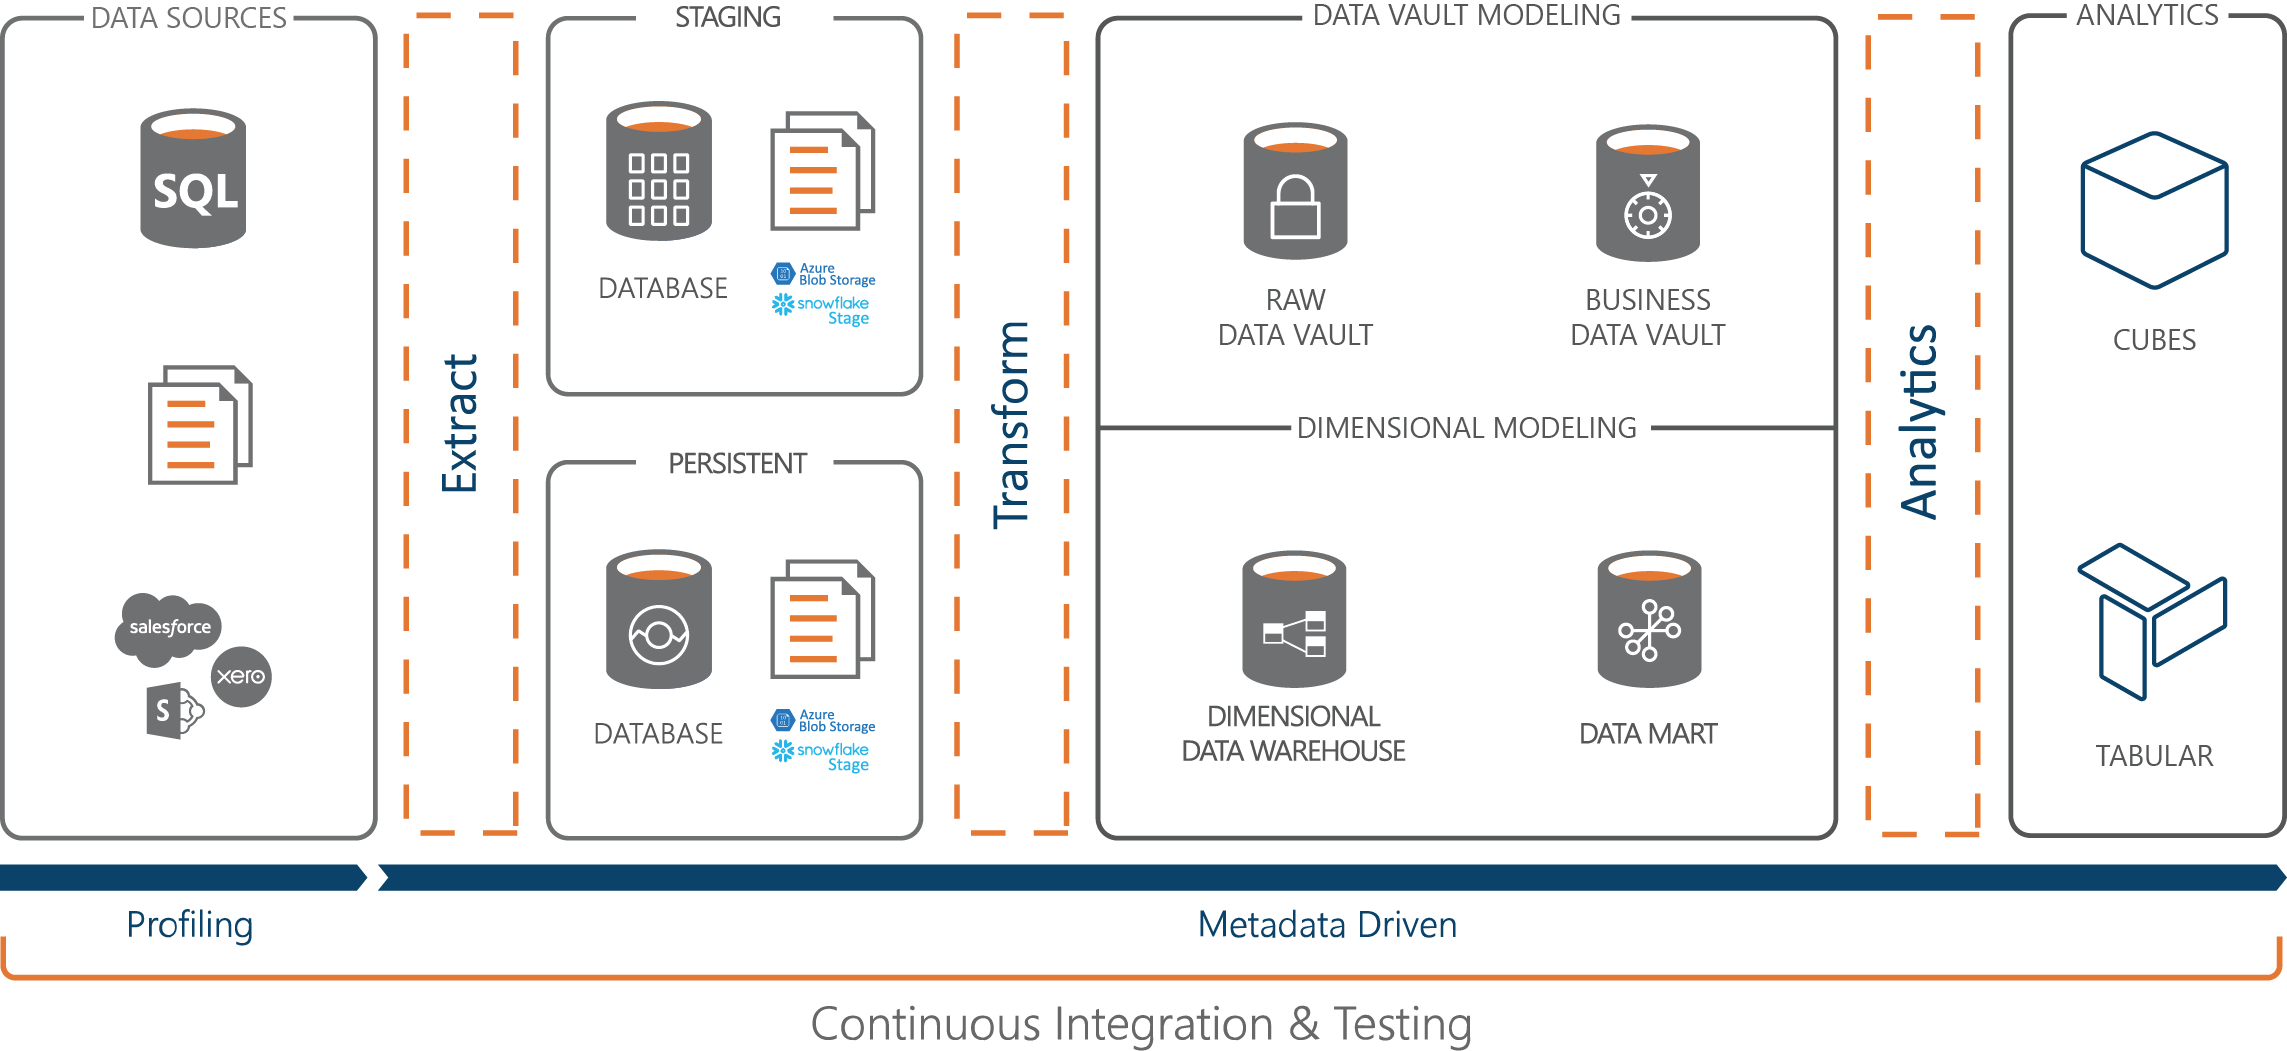 DATA SOURCES
SQL
salesforce
xero
S
Extract
STAGING
DATABASE
Azure
Blob Storage
snowflake
Stage
PERSISTENT
DATABASE
Azure
Blob Storage
snowflake
Stage
Transform
DATA VAULT MODELING
RAW
DATA VAULT
BUSINESS
DATA VAULT
DIMENSIONAL MODELING
DIMENSIONAL
DATA WAREHOUSE
DATA MART
Analytics
ANALYTICS
CUBES
TABULAR
Profiling
Metadata Driven
Continuous Integration & Testing